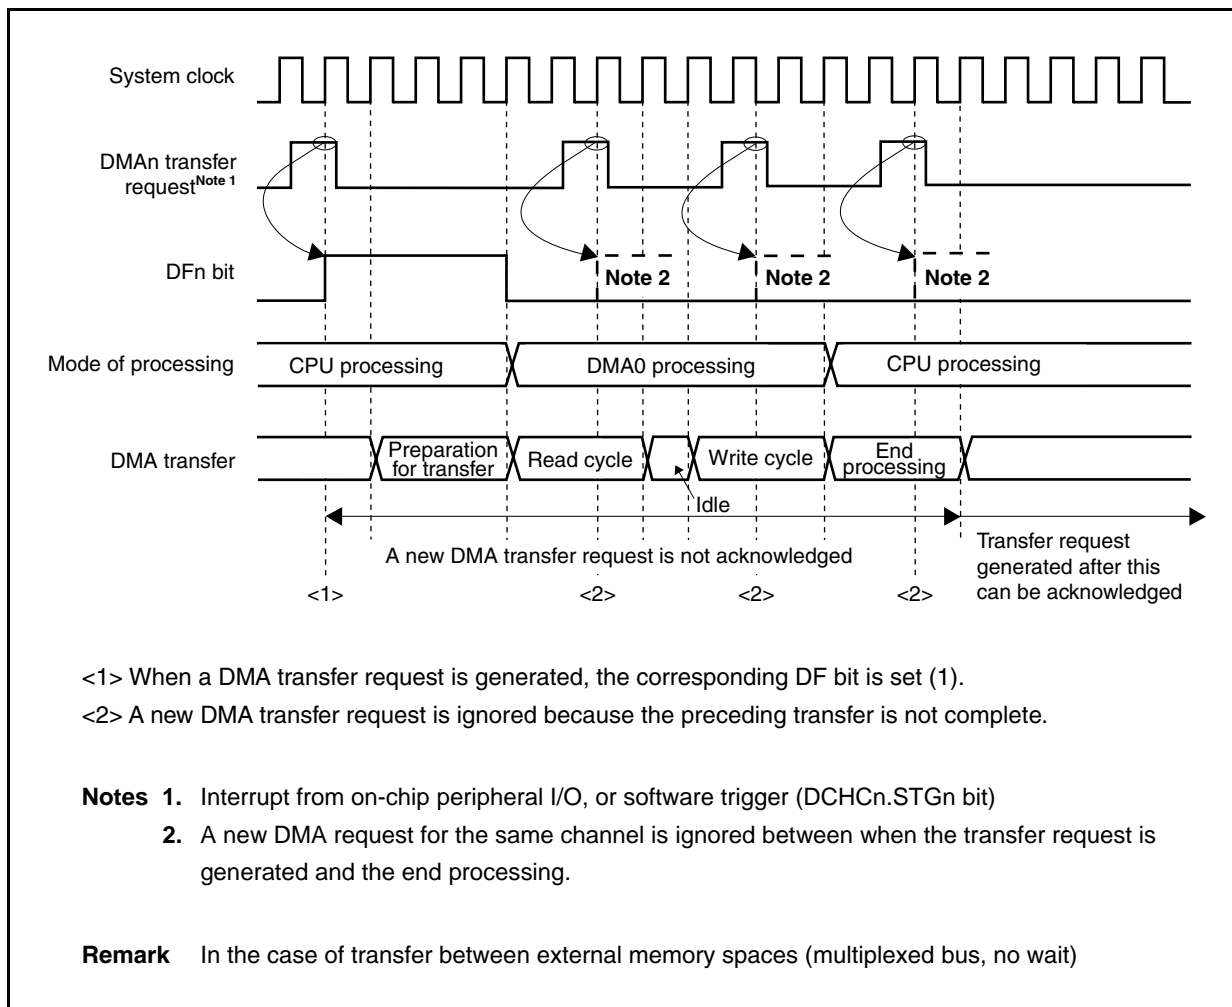 System clock
DMAn transfer
request Note 1
DFn bit
Note 2
Note 2
Note 2
Mode of processing
CPU processing
DMA0 processing
CPU processing
DMA transfer
Preparation
for transfer
Read cycle
Write cycle
End
processing
Idle
A new DMA transfer request is not acknowledged
Transfer request
generated after this
can be acknowledged
<1>
<2>
<2>
<2>
<1> When a DMA transfer request is generated, the corresponding DF bit is set (1).
<2> A new DMA transfer request is ignored because the preceding transfer is not complete.
Notes 1. Interrupt from on-chip peripheral I/O, or software trigger (DCHCn.STGn bit)
2. A new DMA request for the same channel is ignored between when the transfer request is
generated and the end processing.
Remark In the case of transfer between external memory spaces (multiplexed bus, no wait)